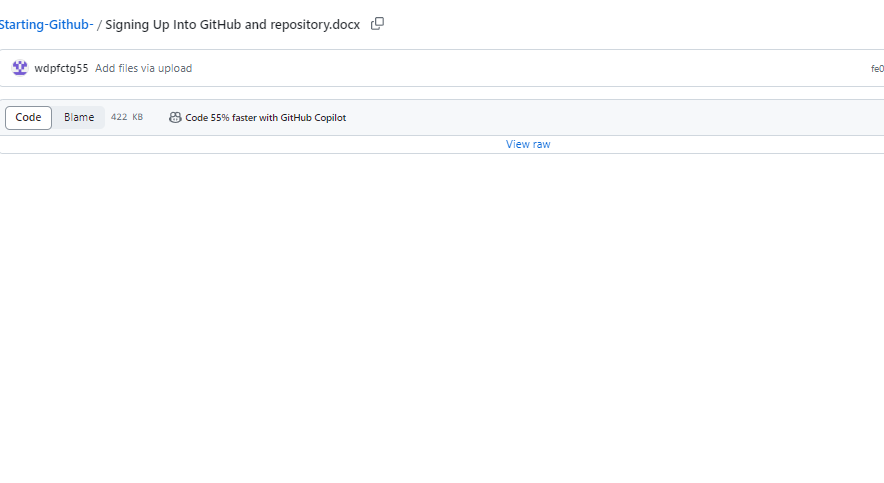 Starting-Github- / Signing Up Into GitHub and repository.docx
wdpfctg55 Add files via upload fe0
Code Blame 422 KB Code 55% faster with GitHub Copilot
View raw